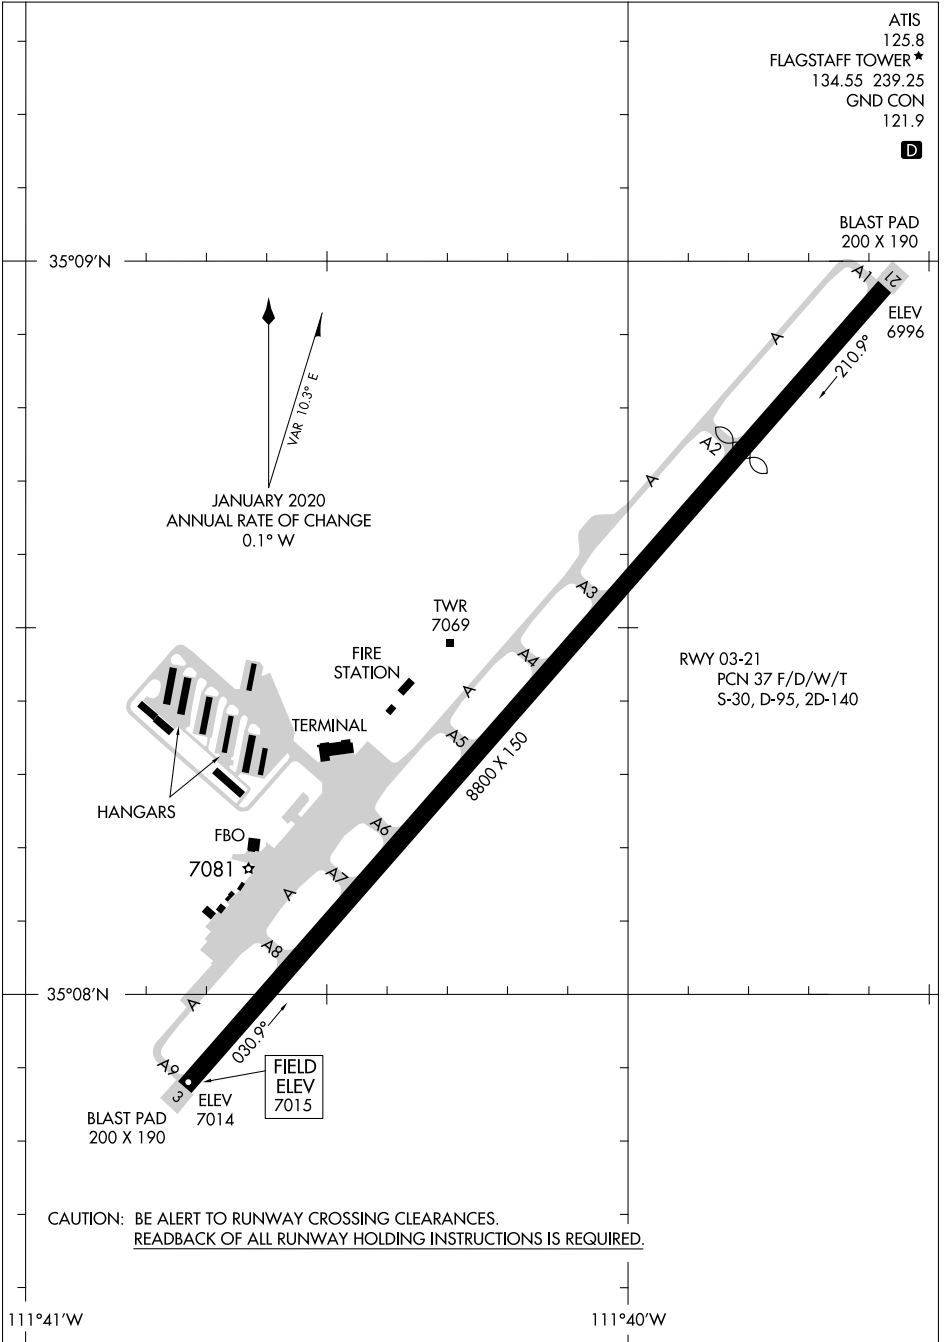 ATIS
125.8
FLAGSTAFF TOWER★
134.55 239.25
GND CON
121.9
D
BLAST PAD
200 X 190
35°09'N
A1
21
ELEV
6996
A
210.9°
VAR 10.3° E
A2
A
JANUARY 2020
ANNUAL RATE OF CHANGE
0.1° W
A3
TWR
7069
FIRE
STATION
A4
RWY 03-21
PCN 37 F/D/W/T
S-30, D-95, 2D-140
A
TERMINAL
A5
8800 X 150
HANGARS
A6
FBO
7081
A7
A
A8
35°08'N
A
030.9°
A9
3
FIELD
ELEV
7015
ELEV
7014
BLAST PAD
200 X 190
CAUTION: BE ALERT TO RUNWAY CROSSING CLEARANCES.
READBACK OF ALL RUNWAY HOLDING INSTRUCTIONS IS REQUIRED.
111°41'W
111°40'W